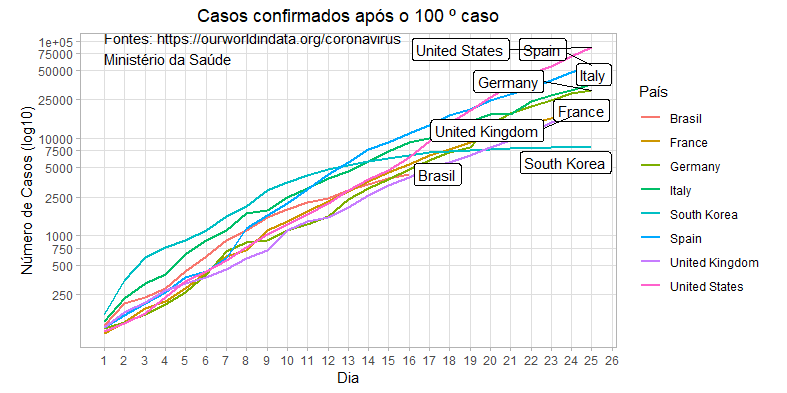 Casos confirmados após o 100 º caso
Fontes: https://ourworldindata.org/coronavirus
Ministério da Saúde
Número de Casos (log10)
1e+05
75000
50000
25000
10000
7500
5000
2500
1000
750
500
250
United States
Spain
Italy
Germany
France
United Kingdom
South Korea
Brasil
1 2 3 4 5 6 7 8 9 10 11 12 13 14 15 16 17 18 19 20 21 22 23 24 25 26
Dia
País
Brasil
France
Germany
Italy
South Korea
Spain
United Kingdom
United States